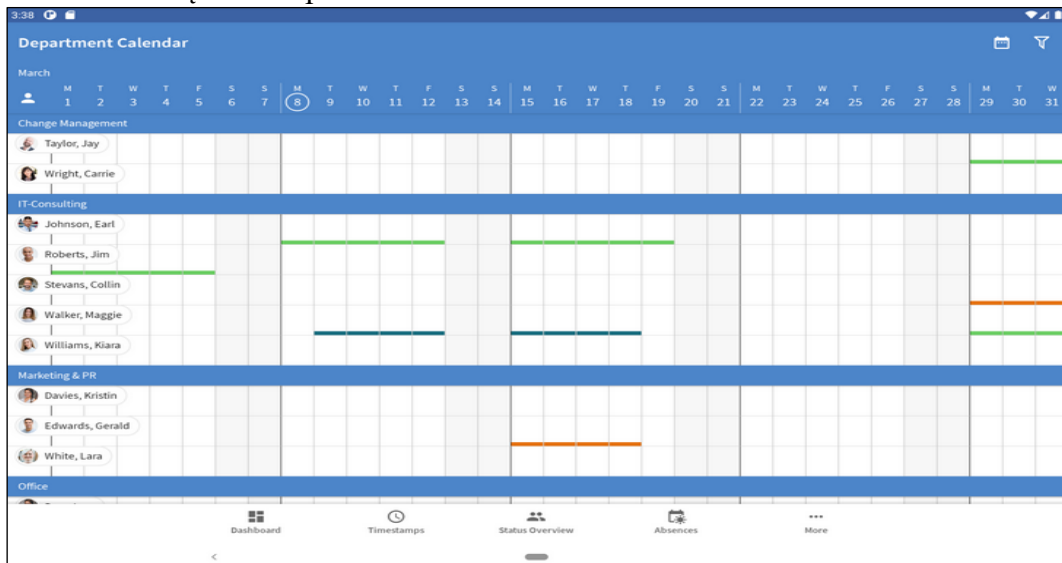 3:38
Department Calendar
March
M T W T F S S M T W T F S S M T W T F S S M T W T F S S M T W
1 2 3 4 5 6 7 8 9 10 11 12 13 14 15 16 17 18 19 20 21 22 23 24 25 26 27 28 29 30 31
Change Management
Taylor, Jay
Wright, Carrie
IT-Consulting
Johnson, Earl
Roberts, Jim
Stevans, Collin
Walker, Maggie
Williams, Kiara
Marketing & PR
Davies, Kristin
Edwards, Gerald
White, Lara
Office
Dashboard Timestamps Status Overview Absences More